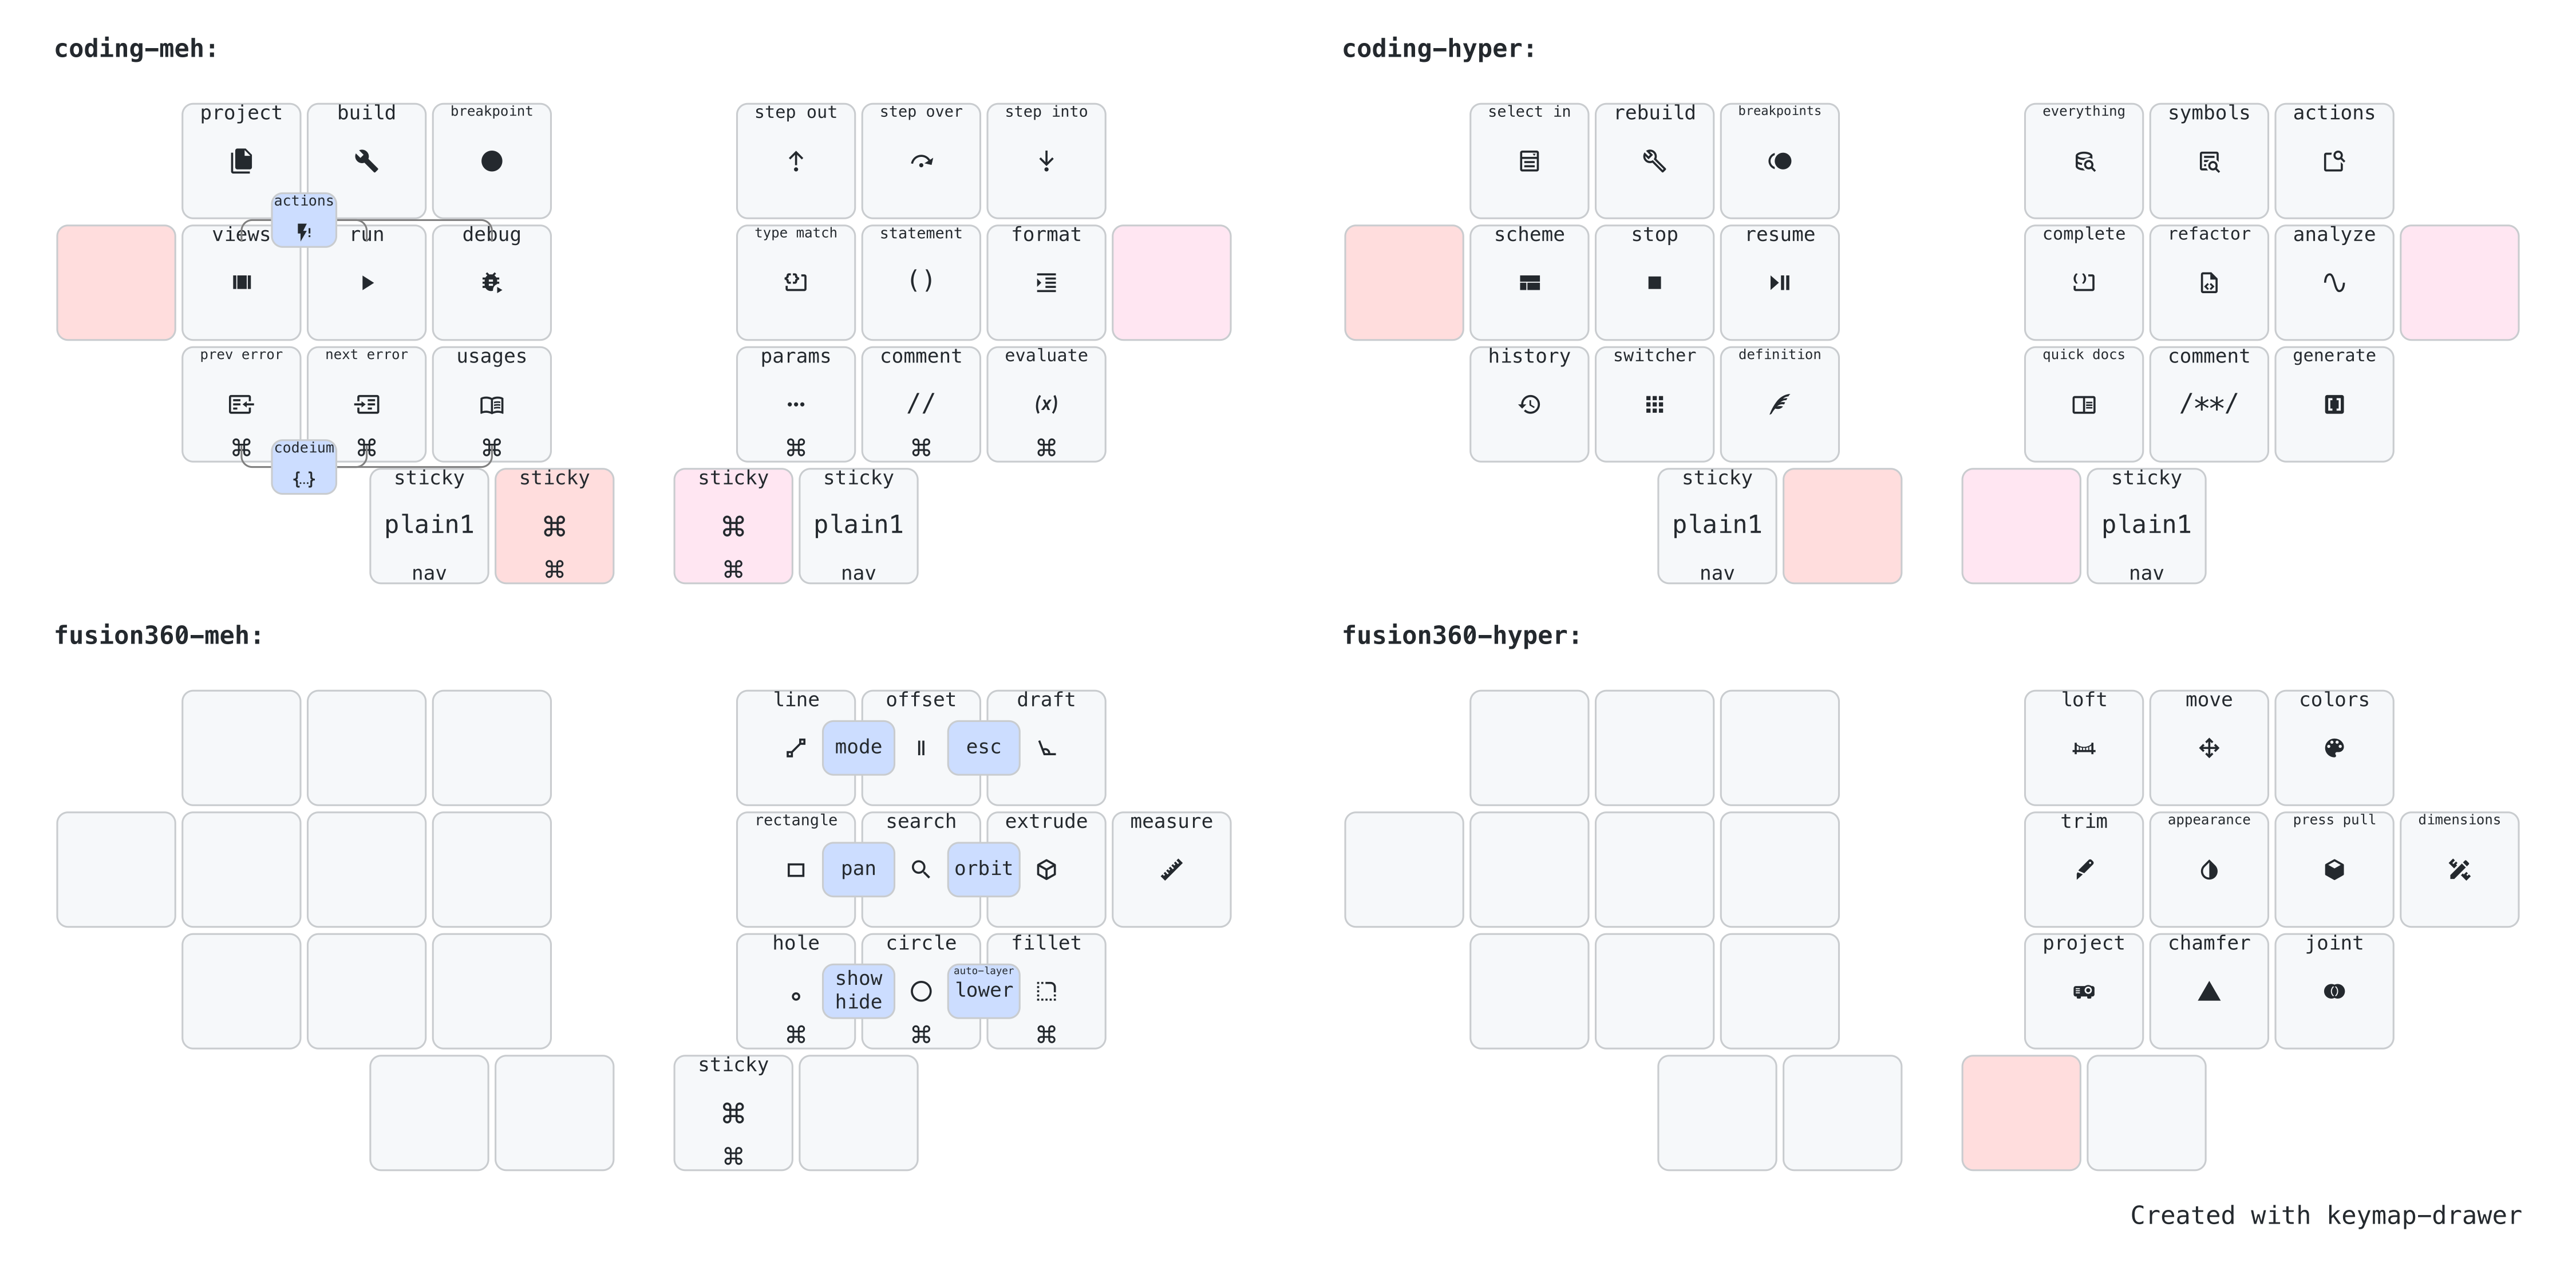 coding-meh:
project build breakpoint
step out step over step into
actions
views run debug
type match statement format
()
prev error next error usages
params comment evaluate
// (x)
⌘ ⌘ ⌘ ⌘ ⌘ ⌘
codeium
{...}
sticky sticky sticky sticky
plain1 ⌘ ⌘ plain1
nav ⌘ ⌘ nav
coding-hyper:
select in rebuild breakpoints
everything symbols actions
scheme stop resume
complete refactor analyze
history switcher definition
quick docs comment generate
/**/
sticky sticky
plain1 plain1
nav nav
fusion360-meh:
line offset draft
mode esc
rectangle search extrude measure
pan orbit
hole circle fillet
show
hide
auto-layer
lower
⌘ ⌘ ⌘
sticky
⌘
⌘
fusion360-hyper:
loft move colors
trim appearance press pull dimensions
project chamfer joint
Created with keymap-drawer